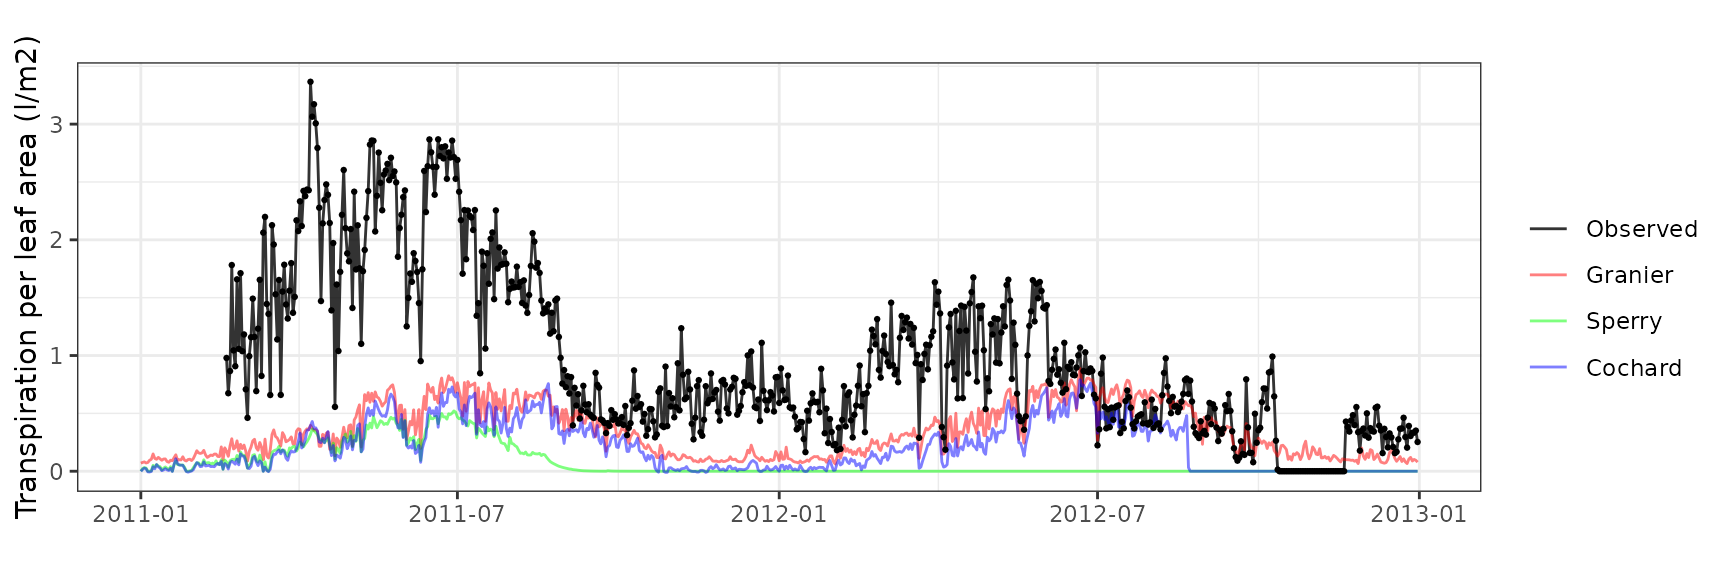 Transpiration per leaf area (l/m2)
3
2
1
0
2011-01
2011-07
2012-01
2012-07
2013-01
Observed
Granier
Sperry
Cochard